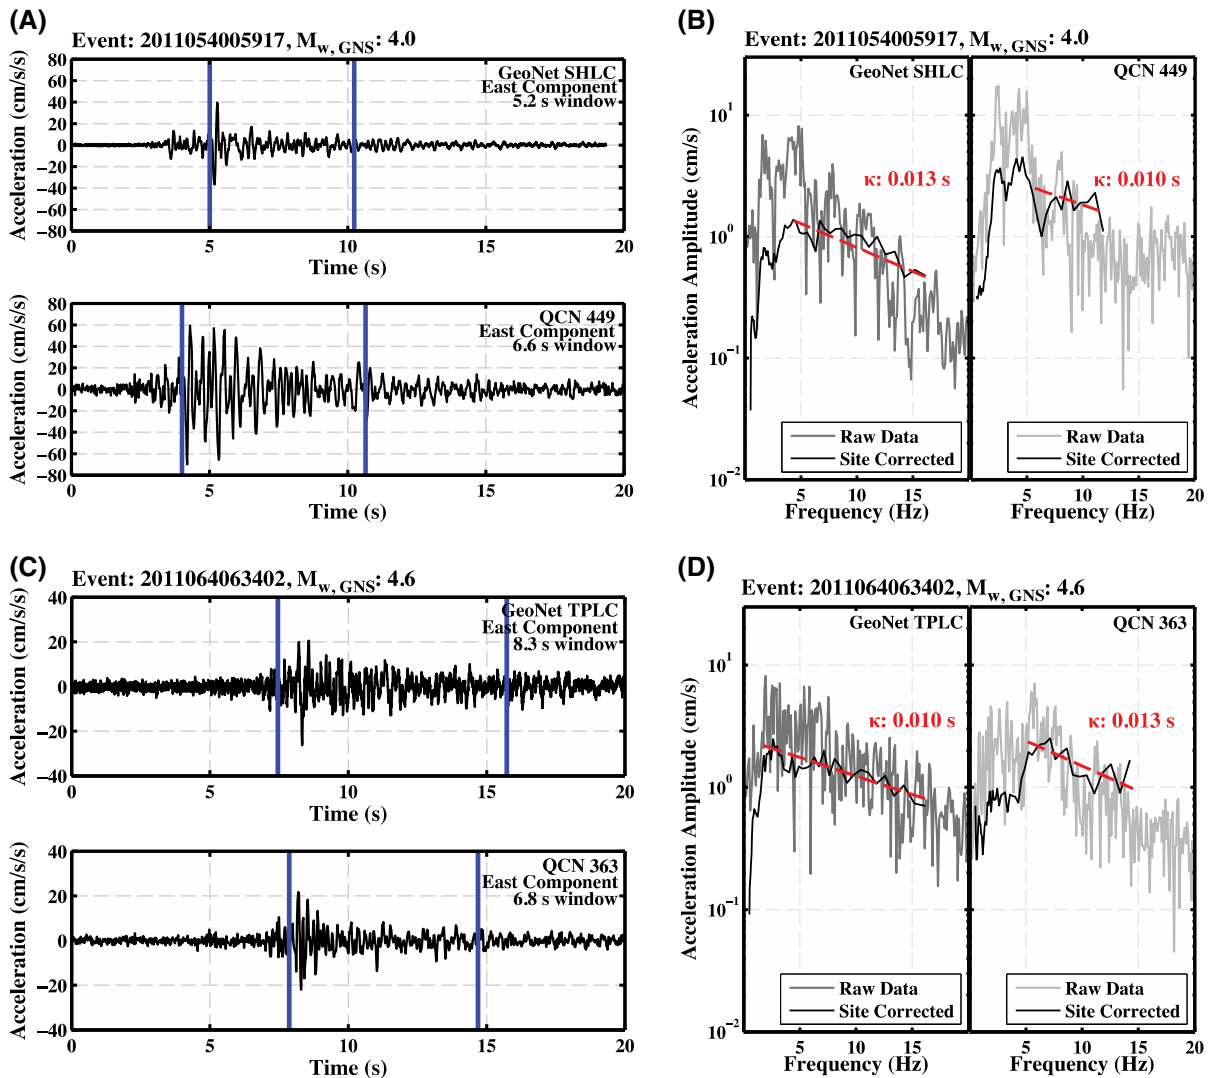 (A)
Event: 2011054005917, Mw, GNS: 4.0
Acceleration (cm/s/s)
80
60
40
20
0
−20
−40
−60
−80
GeoNet SHLC
East Component
5.2 s window
0 5 10 15 20
Time (s)
Acceleration (cm/s/s)
80
60
40
20
0
−20
−40
−60
−80
QCN 449
East Component
6.6 s window
0 5 10 15 20
Time (s)
(B)
Event: 2011054005917, Mw, GNS: 4.0
Acceleration Amplitude (cm/s)
10^1
10^0
10^−1
10^−2
GeoNet SHLC
κ: 0.013 s
Raw Data
Site Corrected
5 10 15
Frequency (Hz)
QCN 449
κ: 0.010 s
Raw Data
Site Corrected
5 10 15 20
Frequency (Hz)
(C)
Event: 2011064063402, Mw, GNS: 4.6
Acceleration (cm/s/s)
40
20
0
−20
−40
GeoNet TPLC
East Component
8.3 s window
0 5 10 15 20
Time (s)
Acceleration (cm/s/s)
40
20
0
−20
−40
QCN 363
East Component
6.8 s window
0 5 10 15 20
Time (s)
(D)
Event: 2011064063402, Mw, GNS: 4.6
Acceleration Amplitude (cm/s)
10^1
10^0
10^−1
10^−2
GeoNet TPLC
κ: 0.010 s
Raw Data
Site Corrected
5 10 15
Frequency (Hz)
QCN 363
κ: 0.013 s
Raw Data
Site Corrected
5 10 15 20
Frequency (Hz)